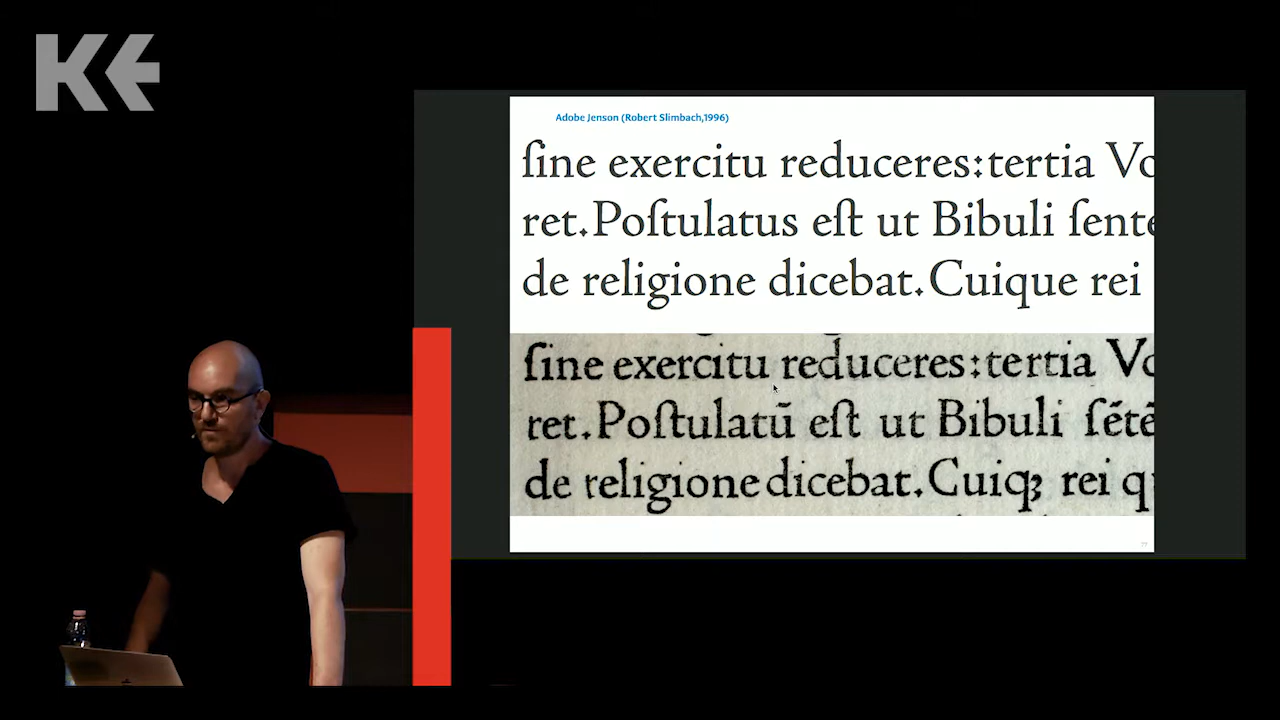 KE
Adobe Jenson (Robert Slimbach,1996)
ſine exercitu reduceres:tertia Vo
ret.Poſtulatus eſt ut Bibuli ſente
de religione dicebat.Cuique rei
ſine exercitu reduceres:tertia Vo
ret.Poſtulatū eſt ut Bibuli ſētē
de religione dicebat.Cuiqꝫ rei q